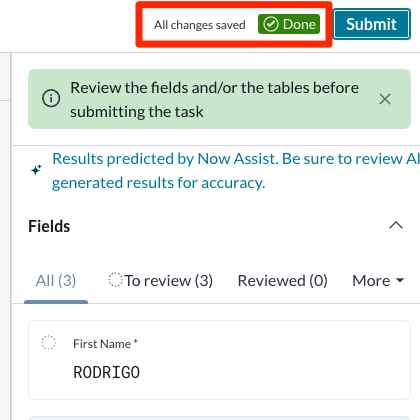 All changes saved Done Submit
Review the fields and/or the tables before
submitting the task
Results predicted by Now Assist. Be sure to review AI
generated results for accuracy.
Fields
All (3) To review (3) Reviewed (0) More
First Name *
RODRIGO